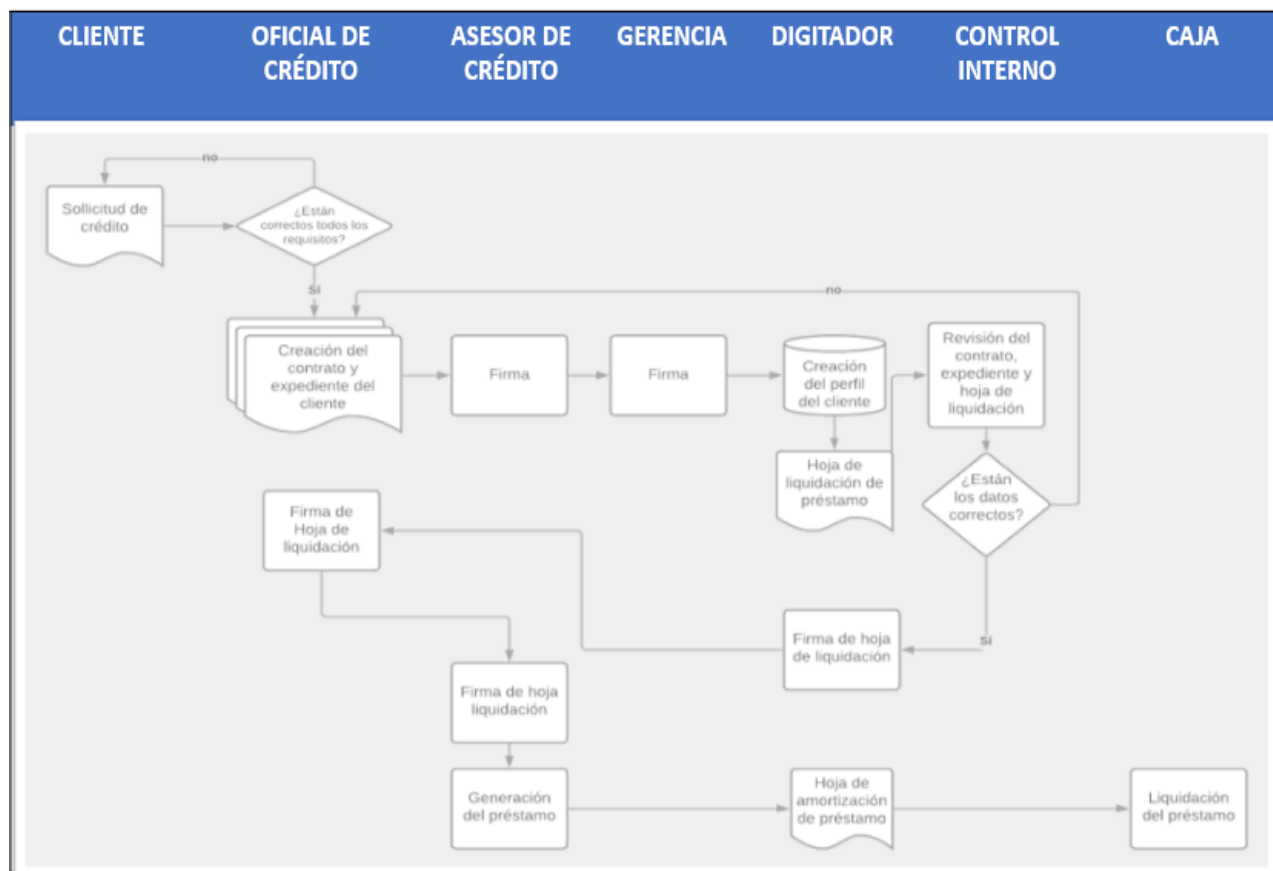 CLIENTE
OFICIAL DE
CRÉDITO
ASESOR DE
CRÉDITO
GERENCIA
DIGITADOR
CONTROL
INTERNO
CAJA
no
Sollicitud de
crédito
¿Están
correctos todos los
requisitos?
Sí
no
Creación del
contrato y
expediente del
cliente
Firma
Firma
Creación
del perfil
del cliente
Revisión del
contrato,
expediente y
hoja de
liquidación
Hoja de
liquidación de
préstamo
¿Están
los datos
correctos?
Firma de
Hoja de
liquidación
Sí
Firma de hoja
de liquidación
Firma de hoja
liquidación
Generación
del préstamo
Hoja de
amortización
de préstamo
Liquidación
del préstamo